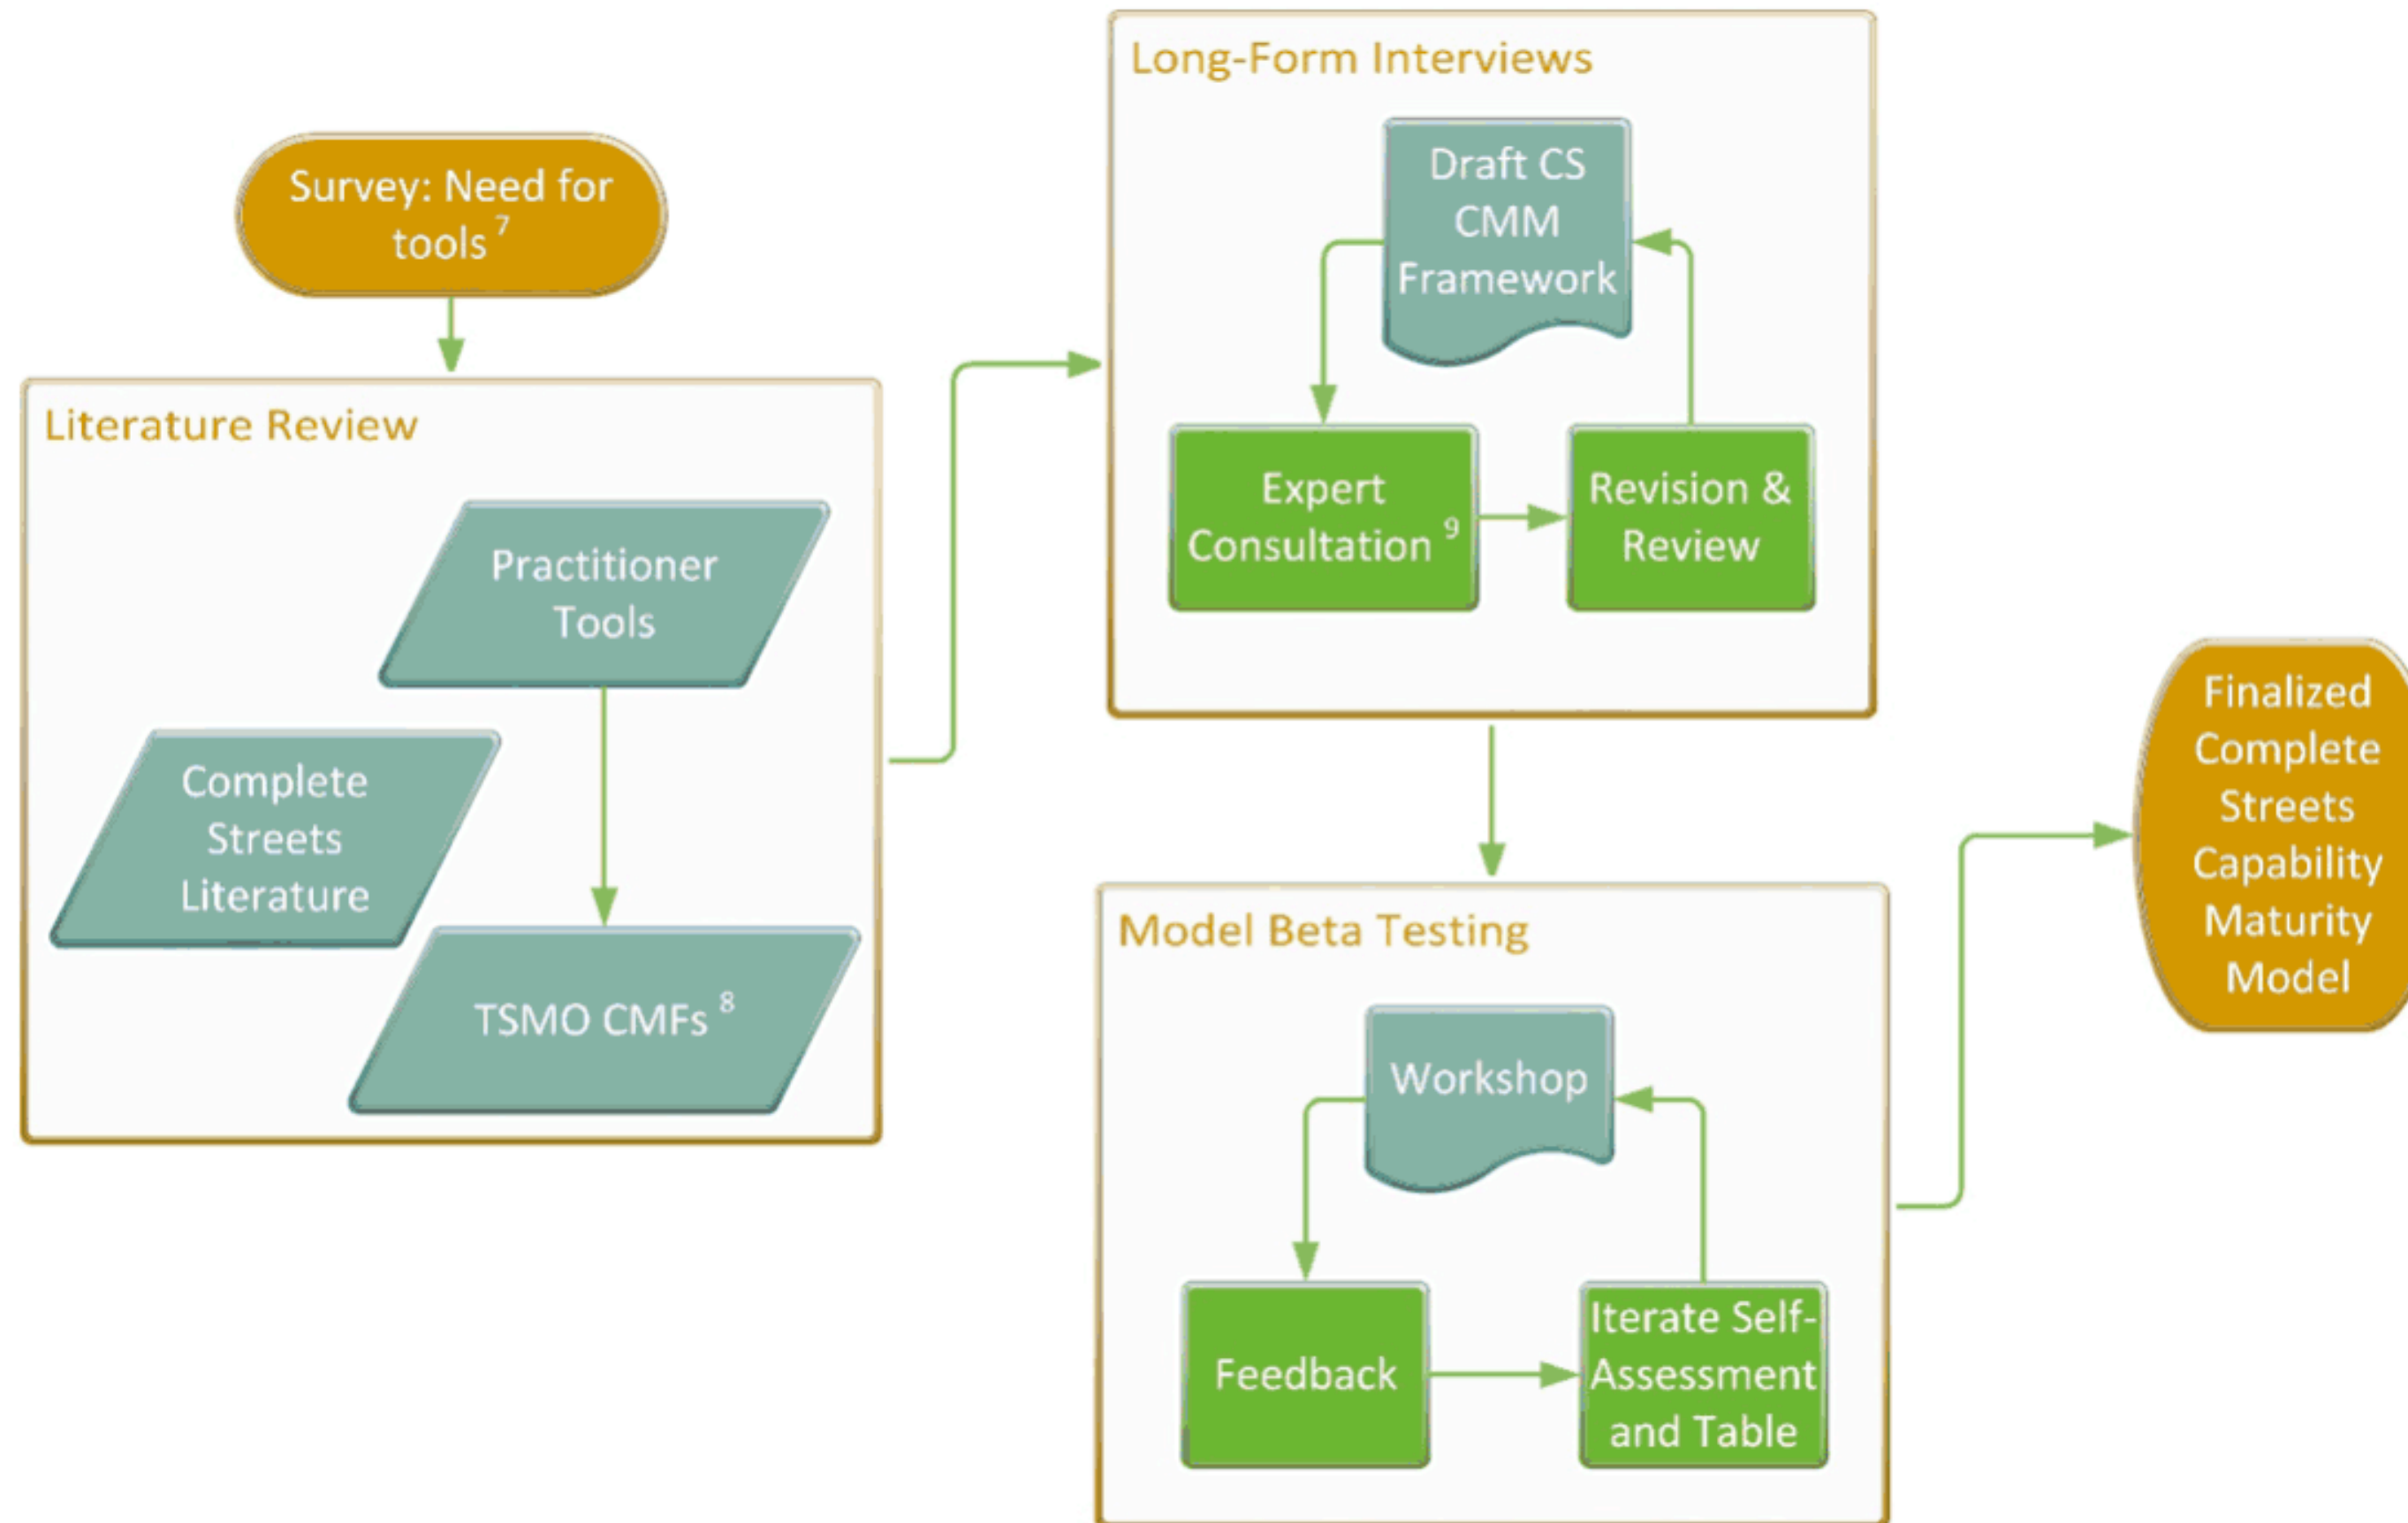 Survey: Need for
tools 7
Literature Review
Practitioner
Tools
Complete
Streets
Literature
TSMO CMFs 8
Long-Form Interviews
Draft CS
CMM
Framework
Expert
Consultation 9
Revision &
Review
Model Beta Testing
Workshop
Feedback
Iterate Self-
Assessment
and Table
Finalized
Complete
Streets
Capability
Maturity
Model